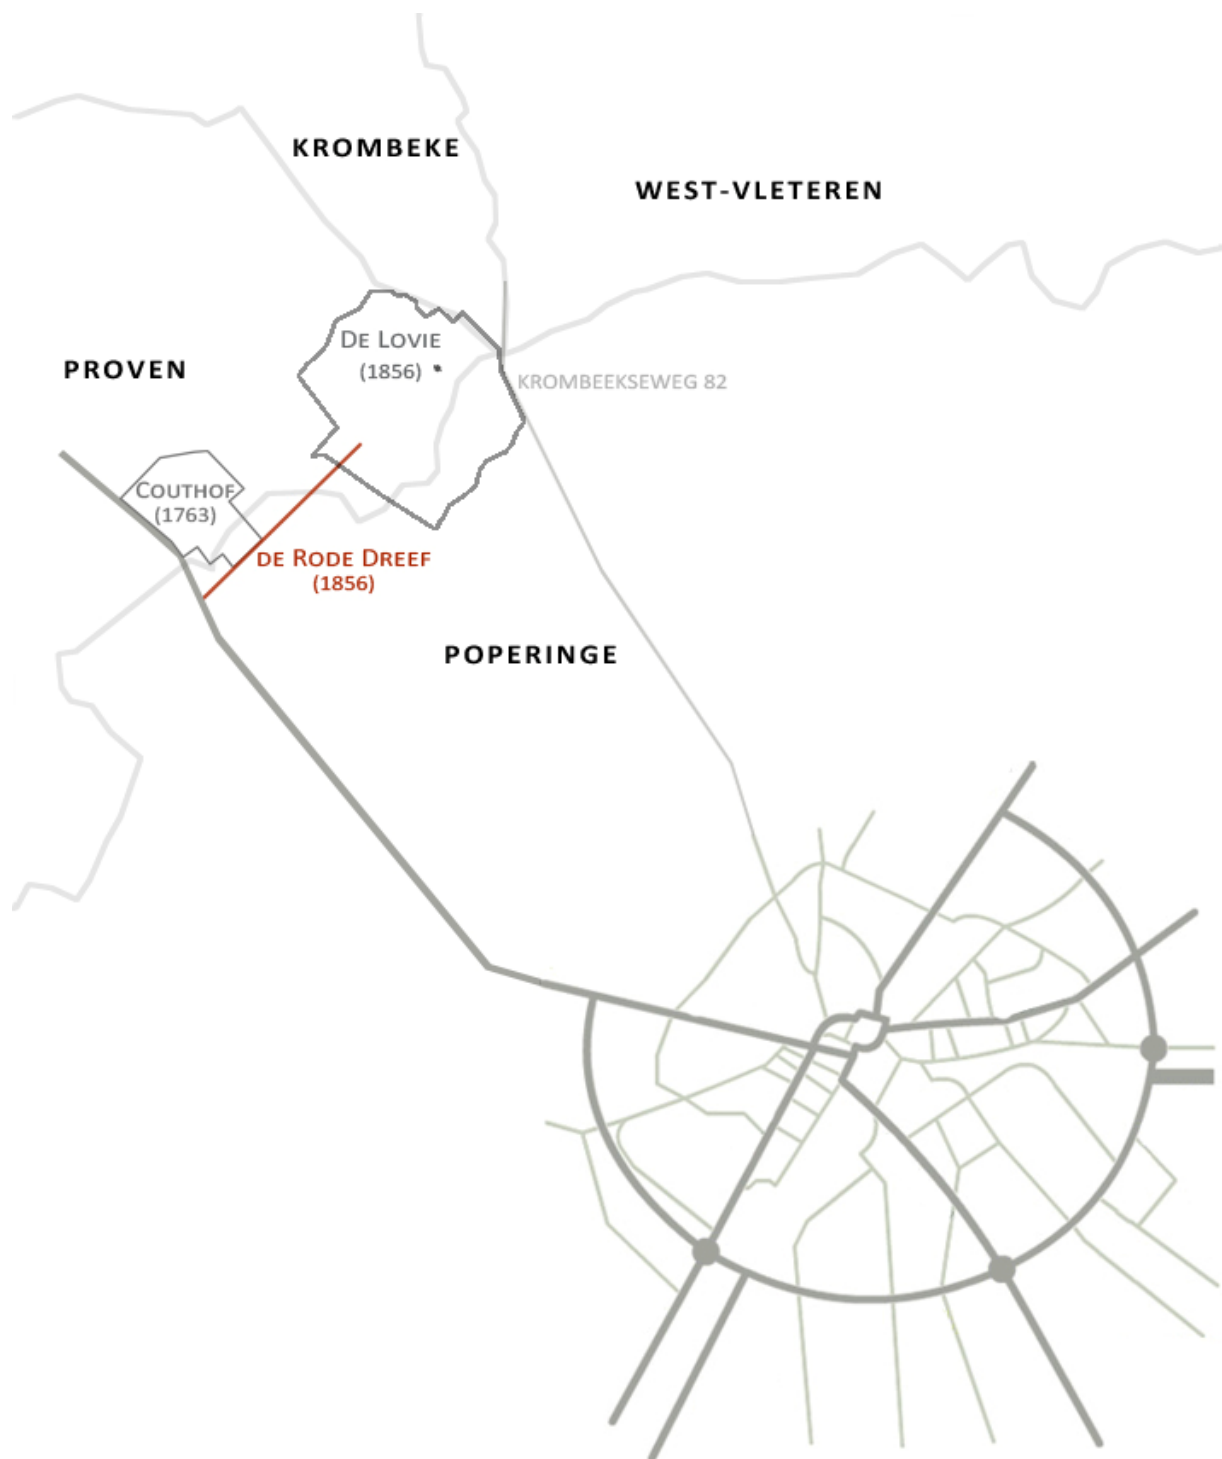 KROMBEKE
WEST-VLETEREN
DE LOVIE
(1856)
PROVEN
KROMBEEKSEWEG 82
COUTHOF
(1763)
DE RODE DREEF
(1856)
POPERINGE